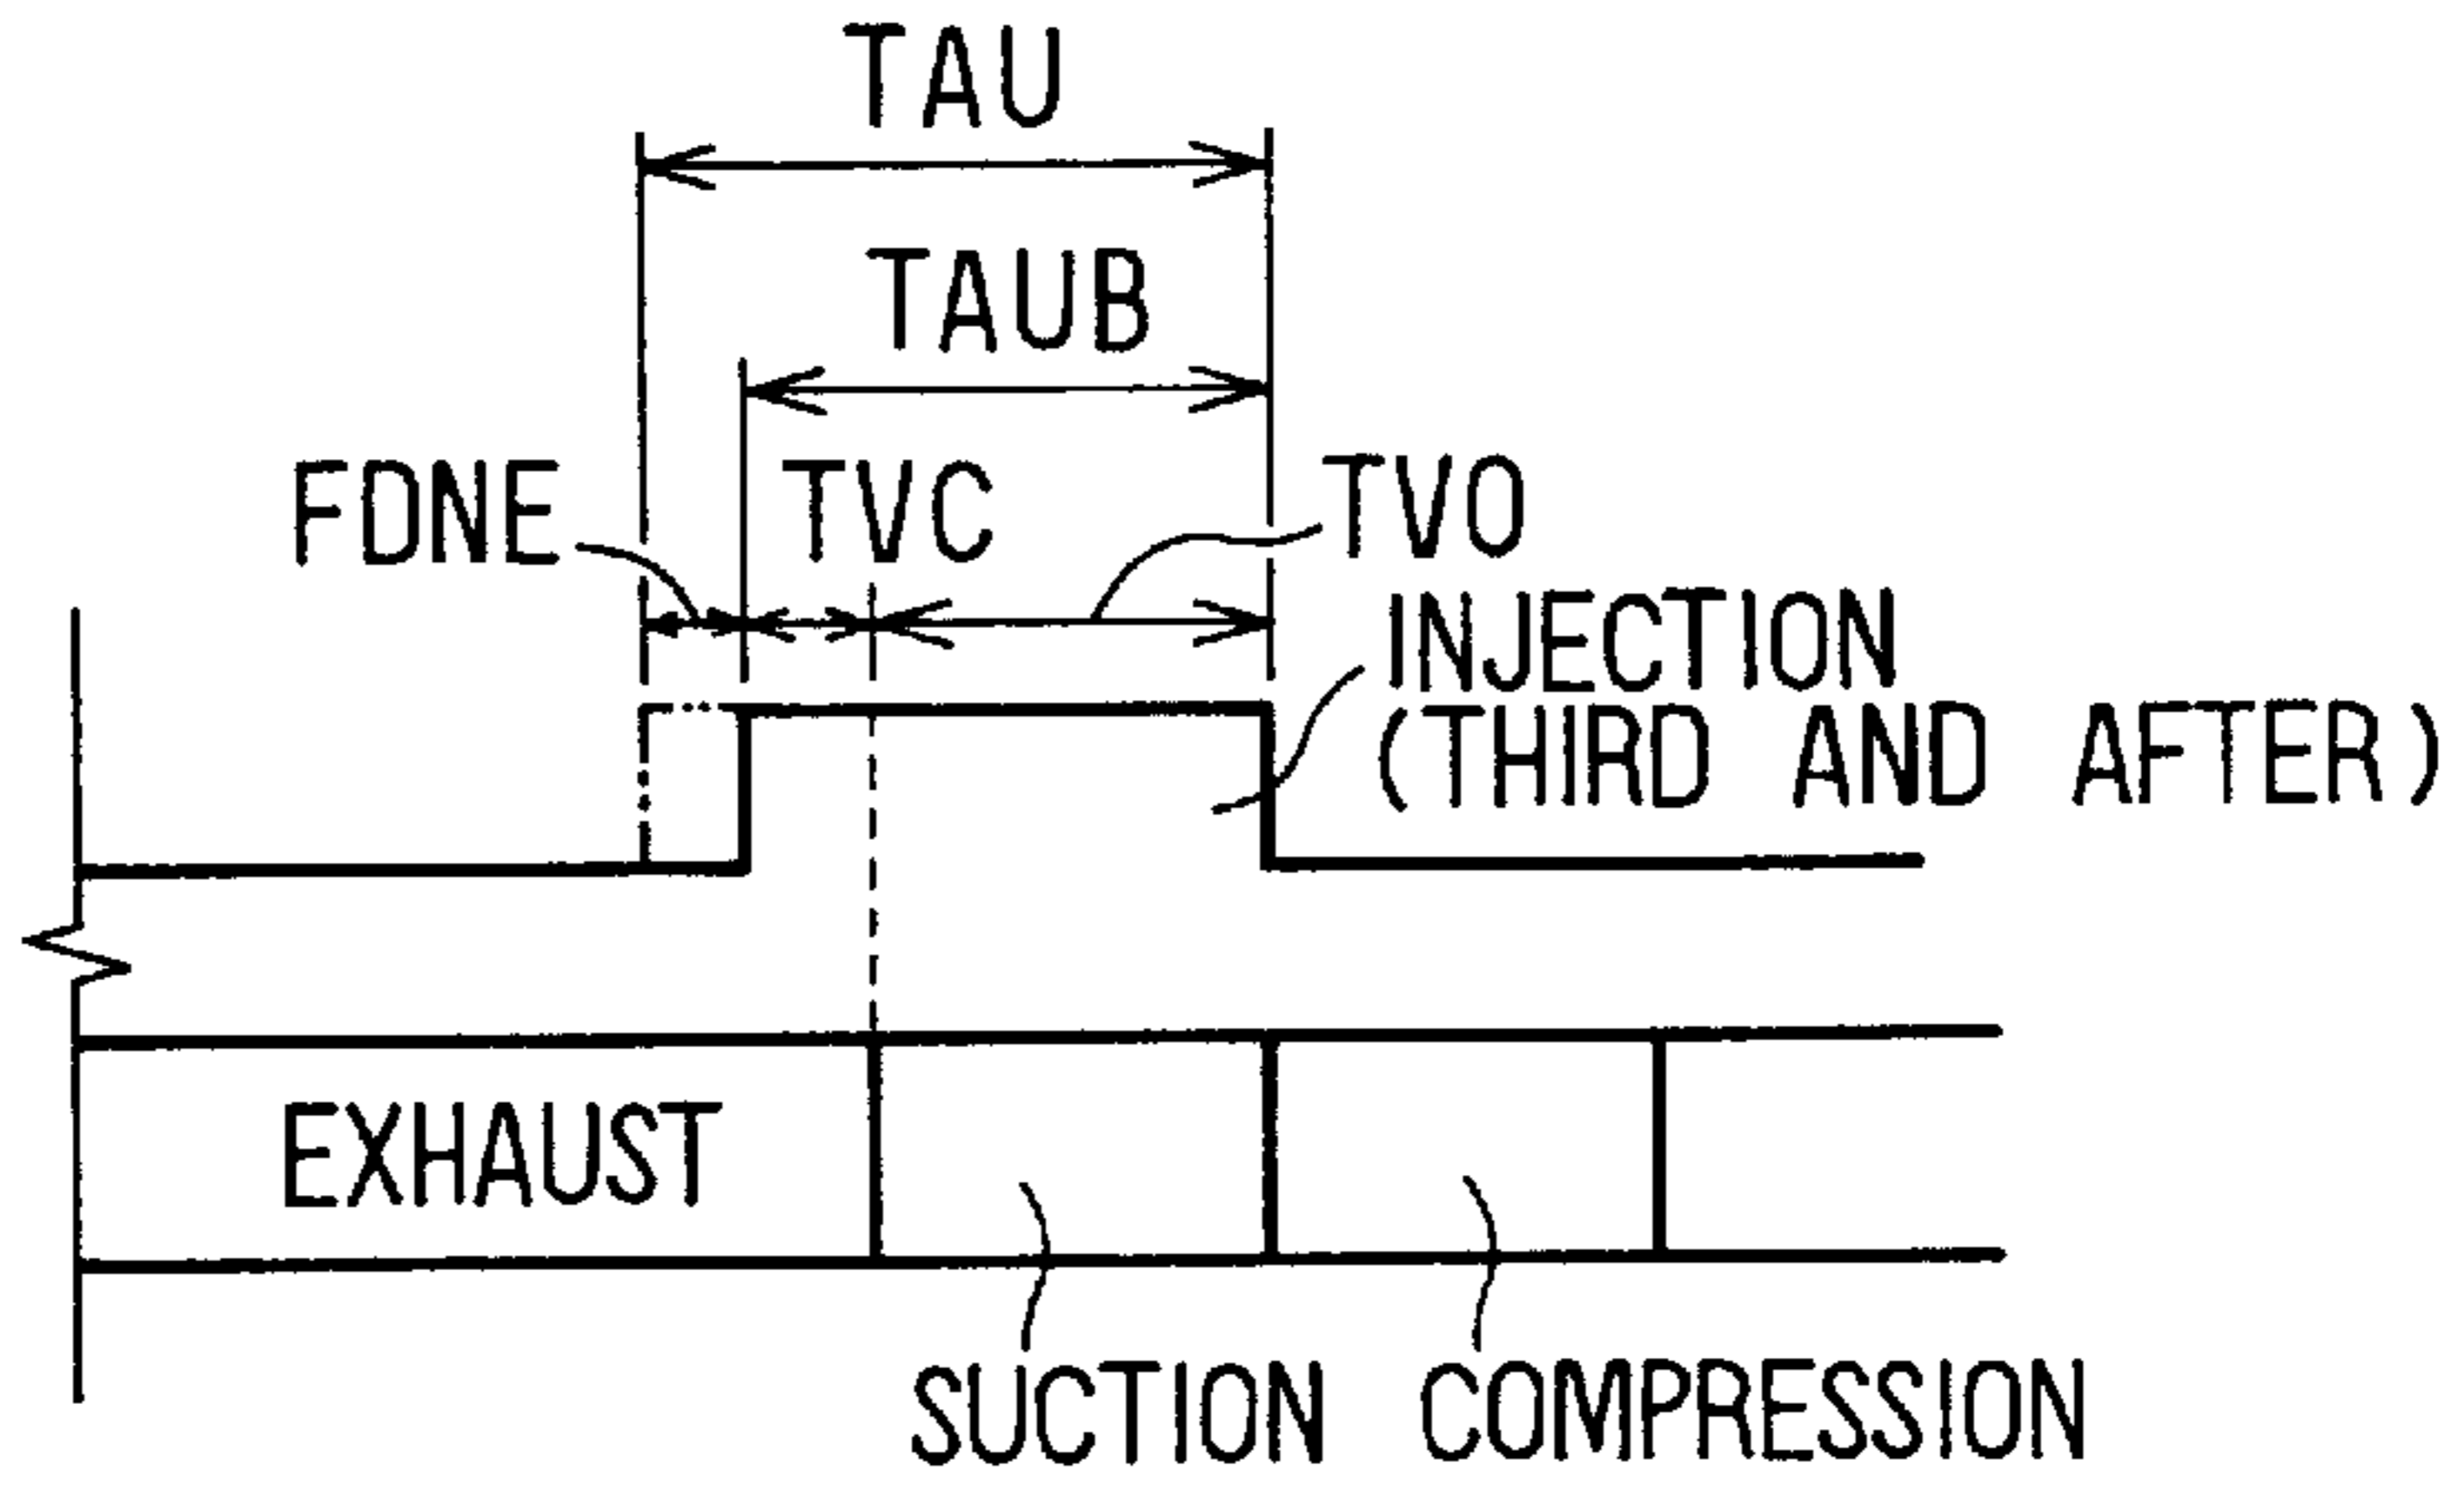 TAU
TAUB
FDNE
TVC
TVO
INJECTION
(THIRD AND AFTER)
EXHAUST
SUCTION
COMPRESSION